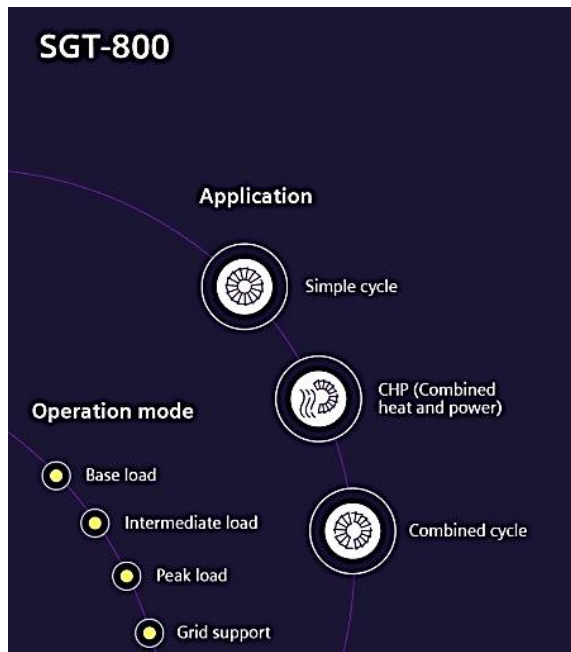 SGT-800
Application
Simple cycle
CHP (Combined
heat and power)
Operation mode
Base load
Intermediate load
Combined cycle
Peak load
Grid support